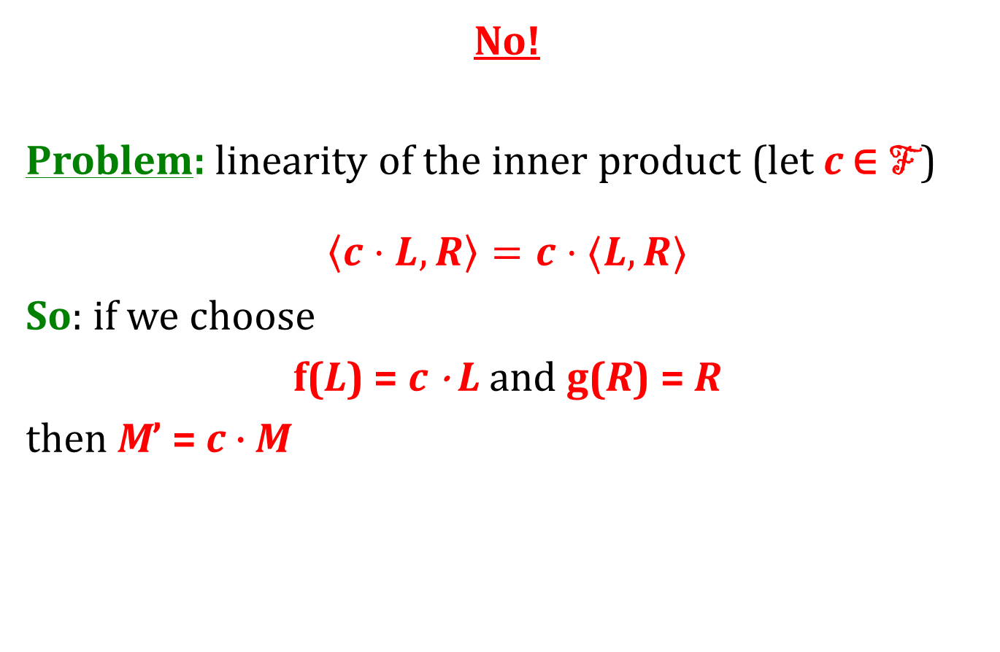 No!
Problem: linearity of the inner product (let c ∈ ℱ)
⟨c · L, R⟩ = c · ⟨L, R⟩
So: if we choose
f(L) = c · L and g(R) = R
then M’ = c · M